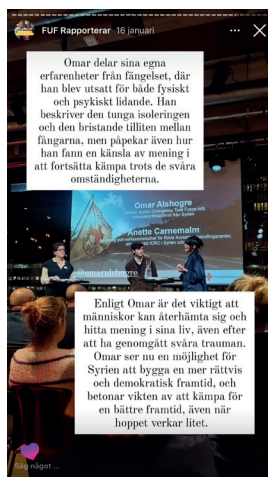 FUF Rapporterar 16 januari
Omar delar sina egna
erfarenheter från fängelset, där
han blev utsatt för både fysiskt
och psykiskt lidande. Han
beskriver den tunga isoleringen
och den bristande tilliten mellan
fångarna, men påpekar även hur
han fann en känsla av mening i
att fortsätta kämpa trots de svåra
omständigheterna.
Omar Alshogre
Anette Carnemalm
@omaralshogre
Enligt Omar är det viktigt att
människor kan återhämta sig och
hitta mening i sina liv, även efter
att ha genomgått svåra trauman.
Omar ser nu en möjlighet för
Syrien att bygga en mer rättvis
och demokratisk framtid, och
betonar vikten av att kämpa för
en bättre framtid, även när
hoppet verkar litet.
Säg något ...